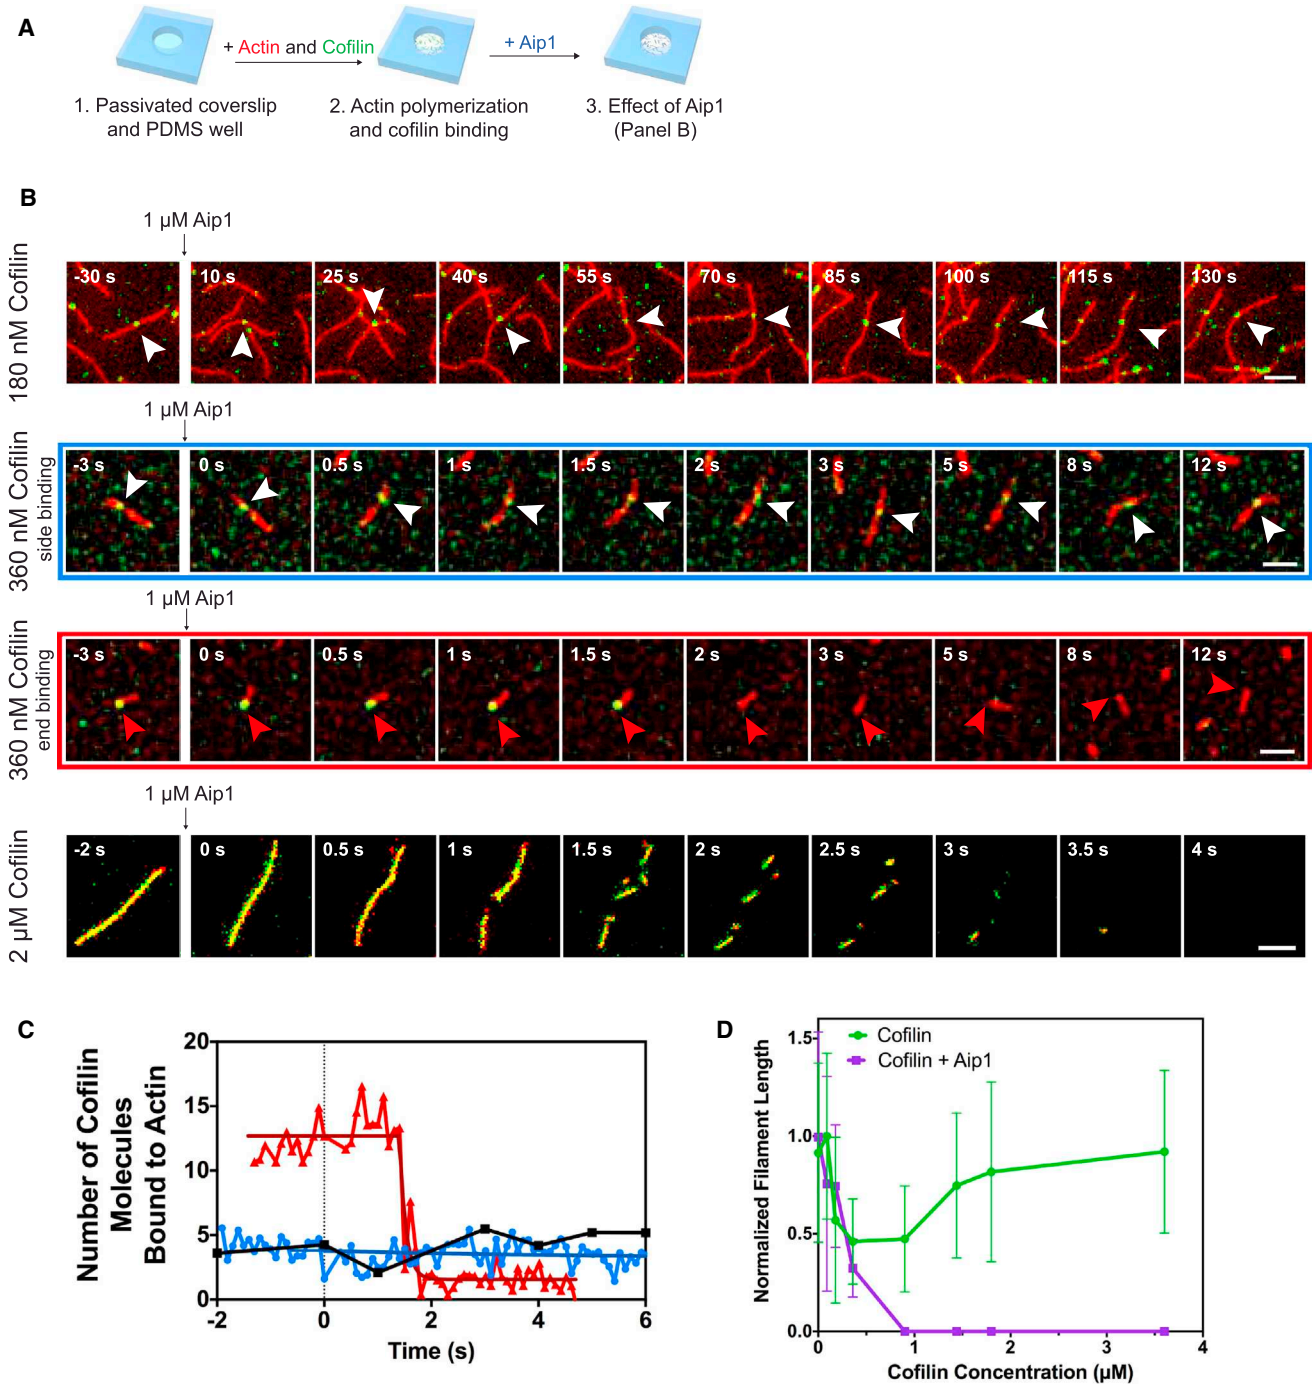 A
+ Actin and Cofilin
+ Aip1
1. Passivated coverslip
and PDMS well
2. Actin polymerization
and cofilin binding
3. Effect of Aip1
(Panel B)
B
1 µM Aip1
180 nM Cofilin
-30 s 10 s 25 s 40 s 55 s 70 s 85 s 100 s 115 s 130 s
1 µM Aip1
360 nM Cofilin
side binding
-3 s 0 s 0.5 s 1 s 1.5 s 2 s 3 s 5 s 8 s 12 s
1 µM Aip1
360 nM Cofilin
end binding
-3 s 0 s 0.5 s 1 s 1.5 s 2 s 3 s 5 s 8 s 12 s
1 µM Aip1
2 µM Cofilin
-2 s 0 s 0.5 s 1 s 1.5 s 2 s 2.5 s 3 s 3.5 s 4 s
C
Number of Cofilin
Molecules
Bound to Actin
20
15
10
5
0
-2 0 2 4 6
Time (s)
D
Normalized Filament Length
1.5
1.0
0.5
0.0
Cofilin
Cofilin + Aip1
0 1 2 3 4
Cofilin Concentration (µM)